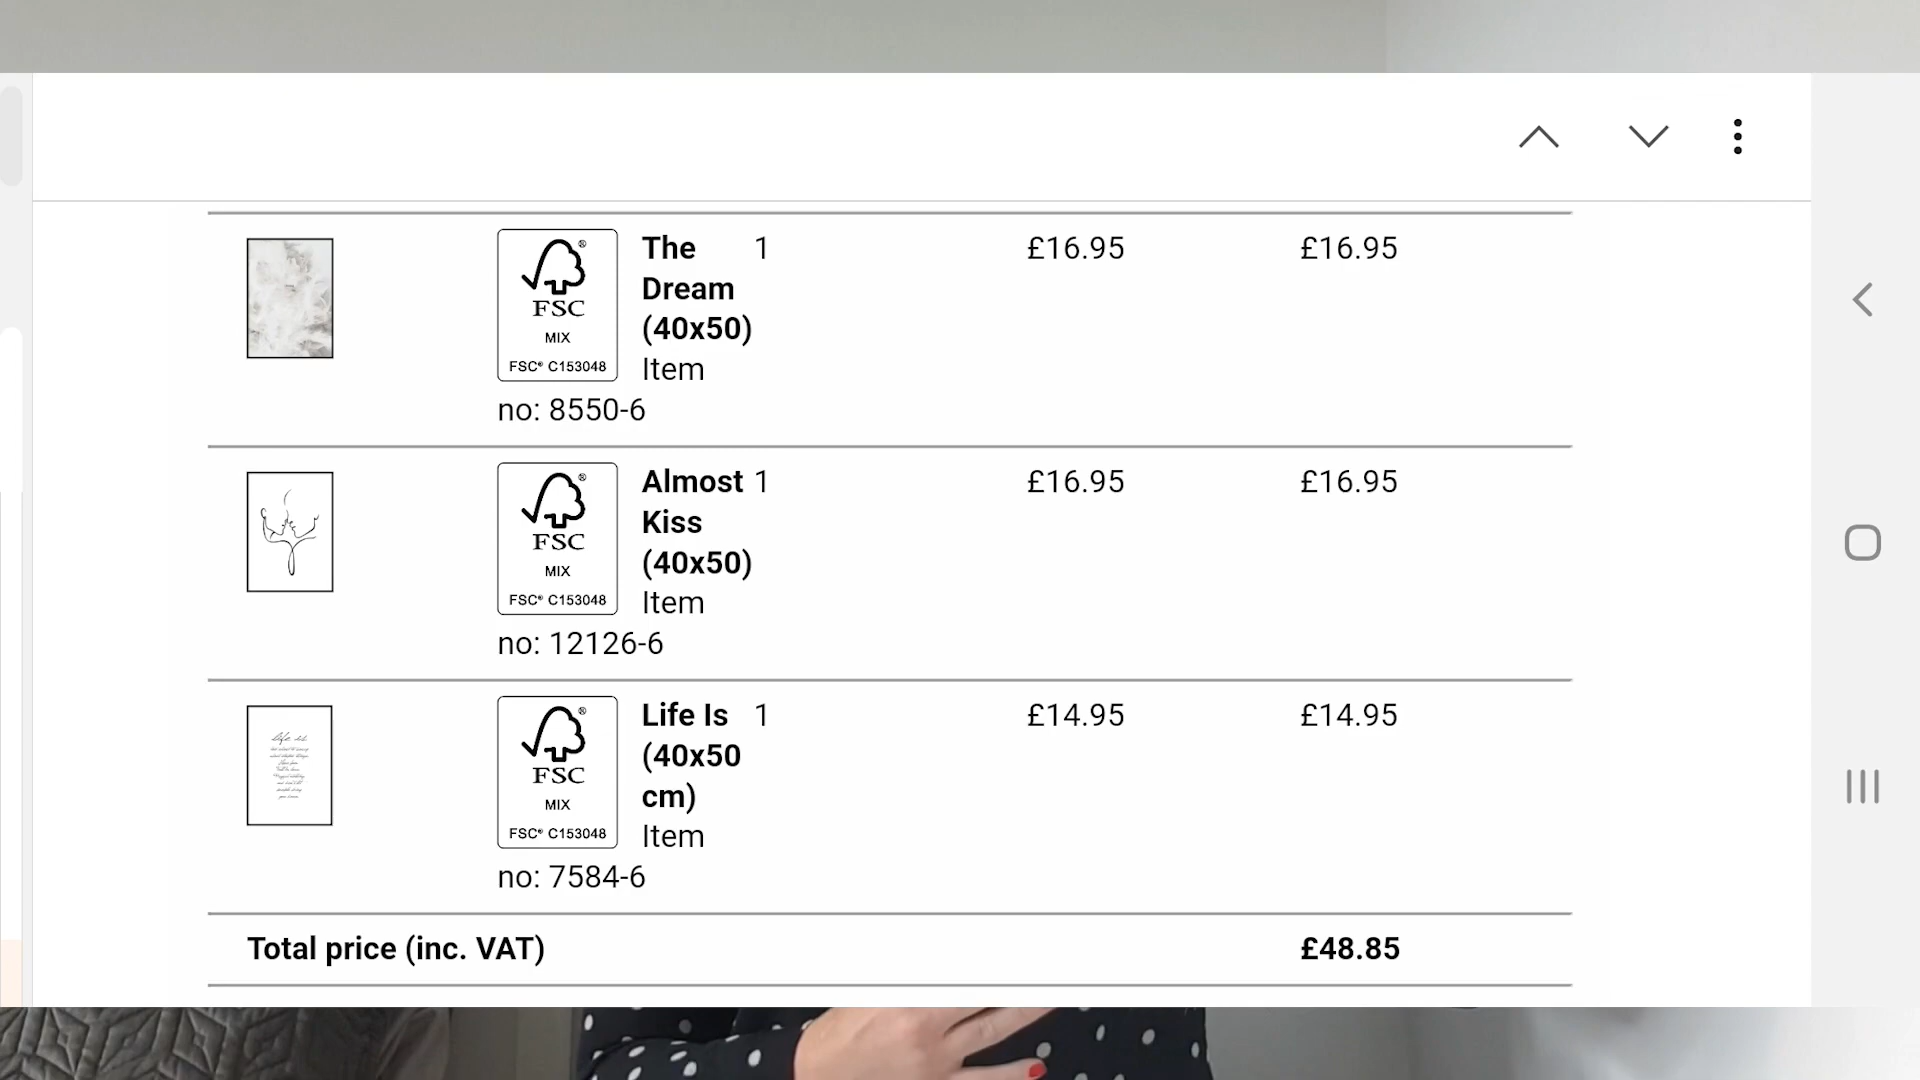 FSC®
MIX
FSC® C153048
The 1 £16.95 £16.95
Dream
(40x50)
Item
no: 8550-6
FSC®
MIX
FSC® C153048
Almost 1 £16.95 £16.95
Kiss
(40x50)
Item
no: 12126-6
life is
FSC®
MIX
FSC® C153048
Life Is 1 £14.95 £14.95
(40x50
cm)
Item
no: 7584-6
Total price (inc. VAT) £48.85